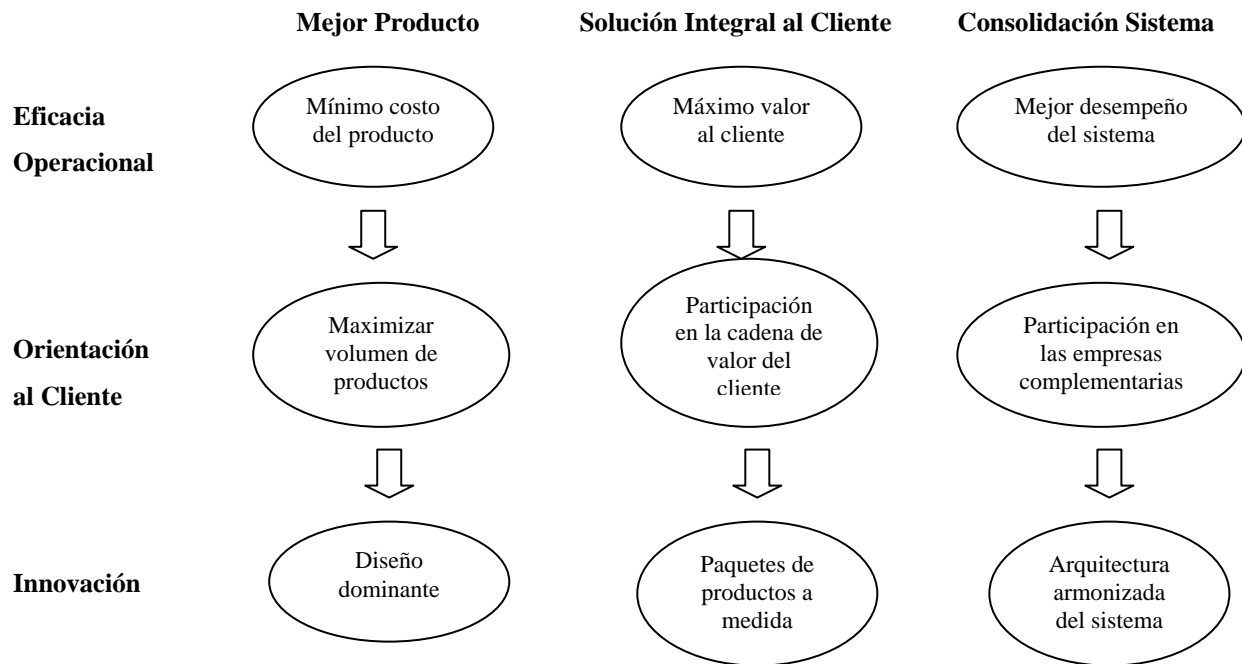 Mejor Producto
Solución Integral al Cliente
Consolidación Sistema
Eficacia
Operacional
Mínimo costo
del producto
Máximo valor
al cliente
Mejor desempeño
del sistema
Orientación
al Cliente
Maximizar
volumen de
productos
Participación
en la cadena de
valor del
cliente
Participación en
las empresas
complementarias
Innovación
Diseño
dominante
Paquetes de
productos a
medida
Arquitectura
armonizada
del sistema